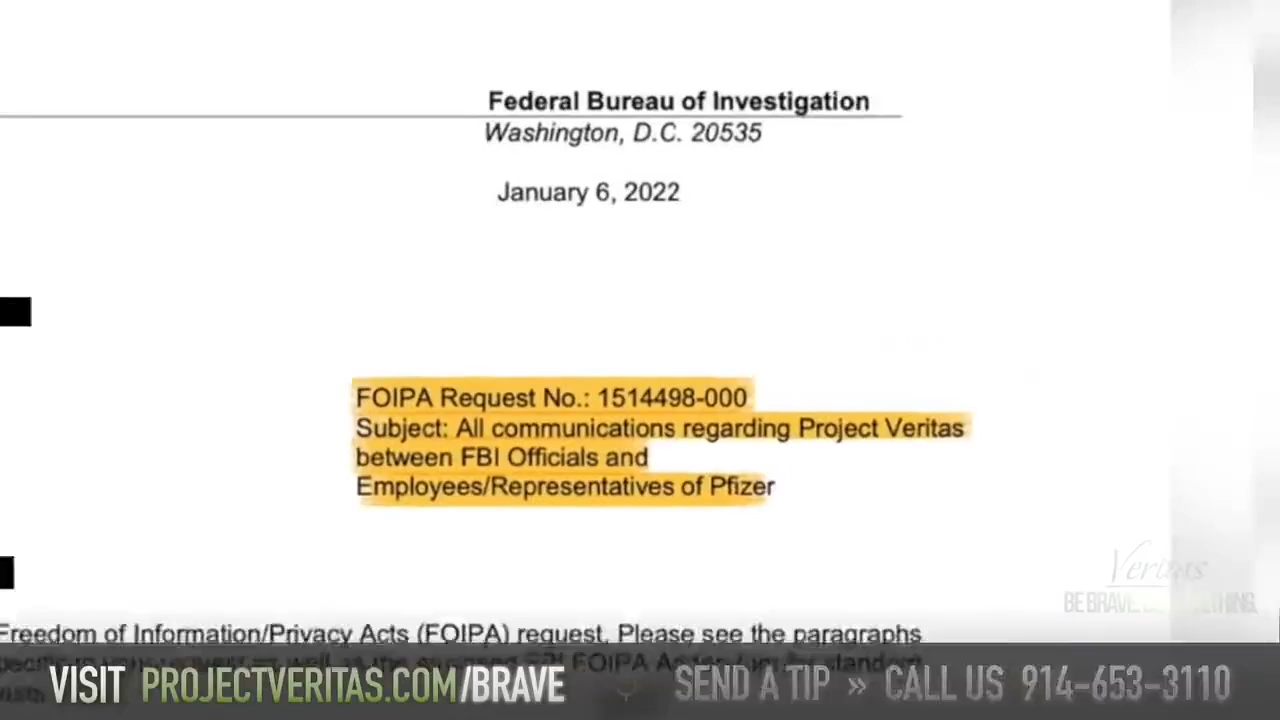 Federal Bureau of Investigation
Washington, D.C. 20535
January 6, 2022
FOIPA Request No.: 1514498-000
Subject: All communications regarding Project Veritas
between FBI Officials and
Employees/Representatives of Pfizer
Veritas
BE BRAVE.
Freedom of Information/Privacy Acts (FOIPA) request. Please see the paragraphs
FBI FOIPA
VISIT PROJECTVERITAS.COM/BRAVE SEND A TIP » CALL US 914-653-3110